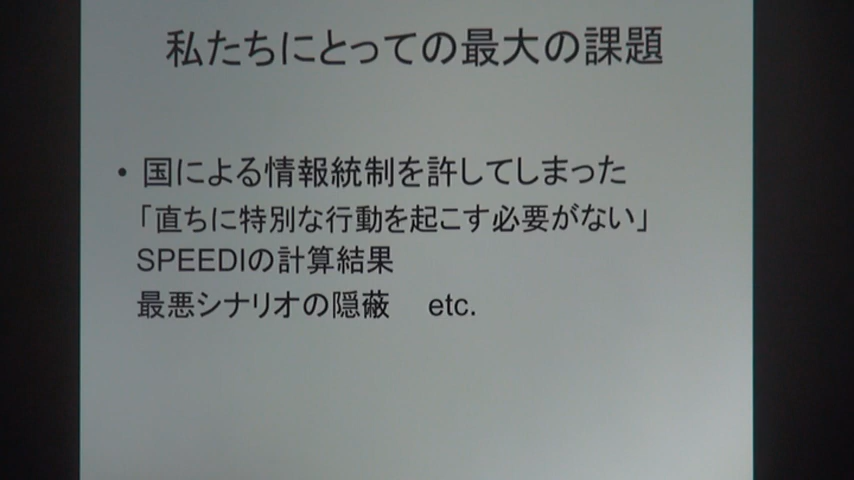 私たちにとっての最大の課題
• 国による情報統制を許してしまった
「直ちに特別な行動を起こす必要がない」
SPEEDIの計算結果
最悪シナリオの隠蔽 etc.